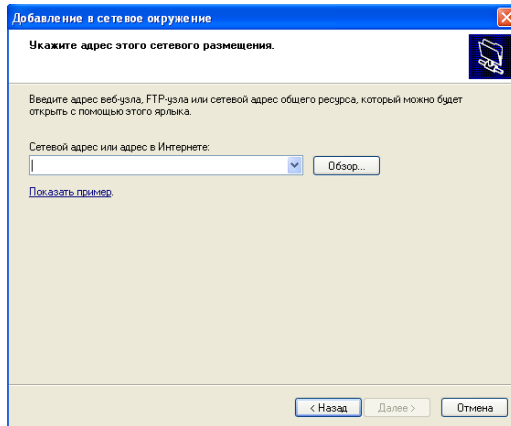 Добавление в сетевое окружение
Укажите адрес этого сетевого размещения.
Введите адрес веб-узла, FTP-узла или сетевой адрес общего ресурса, который можно будет
открыть с помощью этого ярлыка.
Сетевой адрес или адрес в Интернете:
Обзор...
Показать пример.
< Назад Далее > Отмена